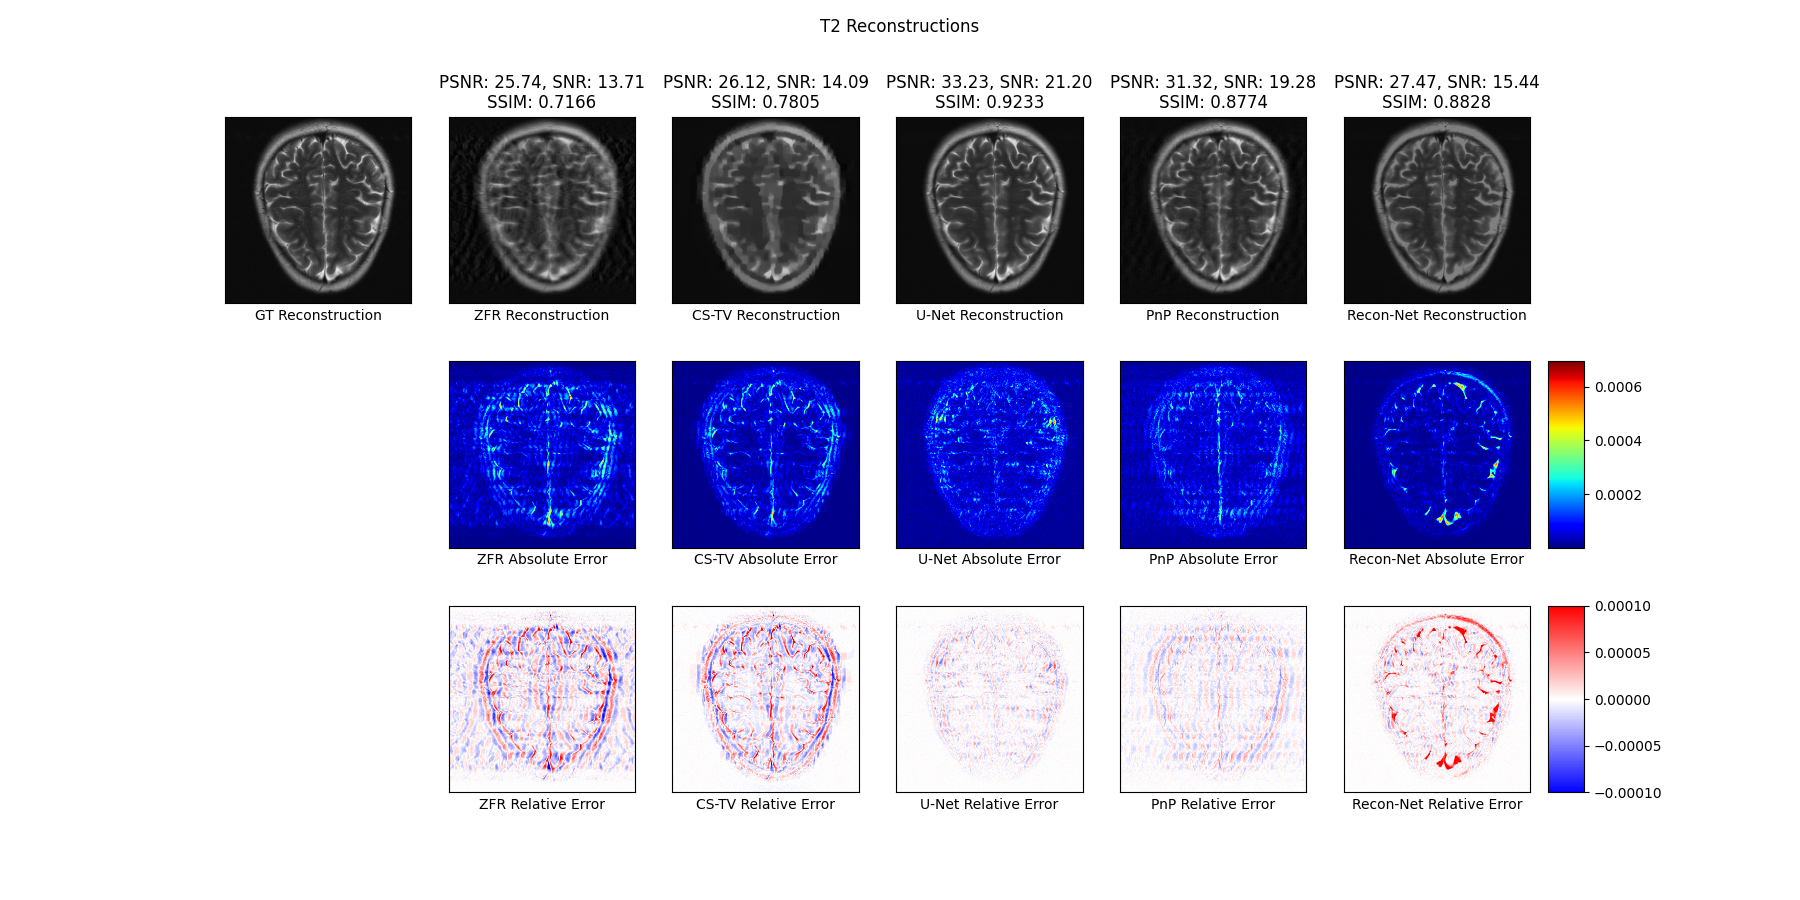 T2 Reconstructions
PSNR: 25.74, SNR: 13.71
SSIM: 0.7166
PSNR: 26.12, SNR: 14.09
SSIM: 0.7805
PSNR: 33.23, SNR: 21.20
SSIM: 0.9233
PSNR: 31.32, SNR: 19.28
SSIM: 0.8774
PSNR: 27.47, SNR: 15.44
SSIM: 0.8828
GT Reconstruction
ZFR Reconstruction
CS-TV Reconstruction
U-Net Reconstruction
PnP Reconstruction
Recon-Net Reconstruction
0.0006
0.0004
0.0002
ZFR Absolute Error
CS-TV Absolute Error
U-Net Absolute Error
PnP Absolute Error
Recon-Net Absolute Error
0.00010
0.00005
0.00000
−0.00005
−0.00010
ZFR Relative Error
CS-TV Relative Error
U-Net Relative Error
PnP Relative Error
Recon-Net Relative Error